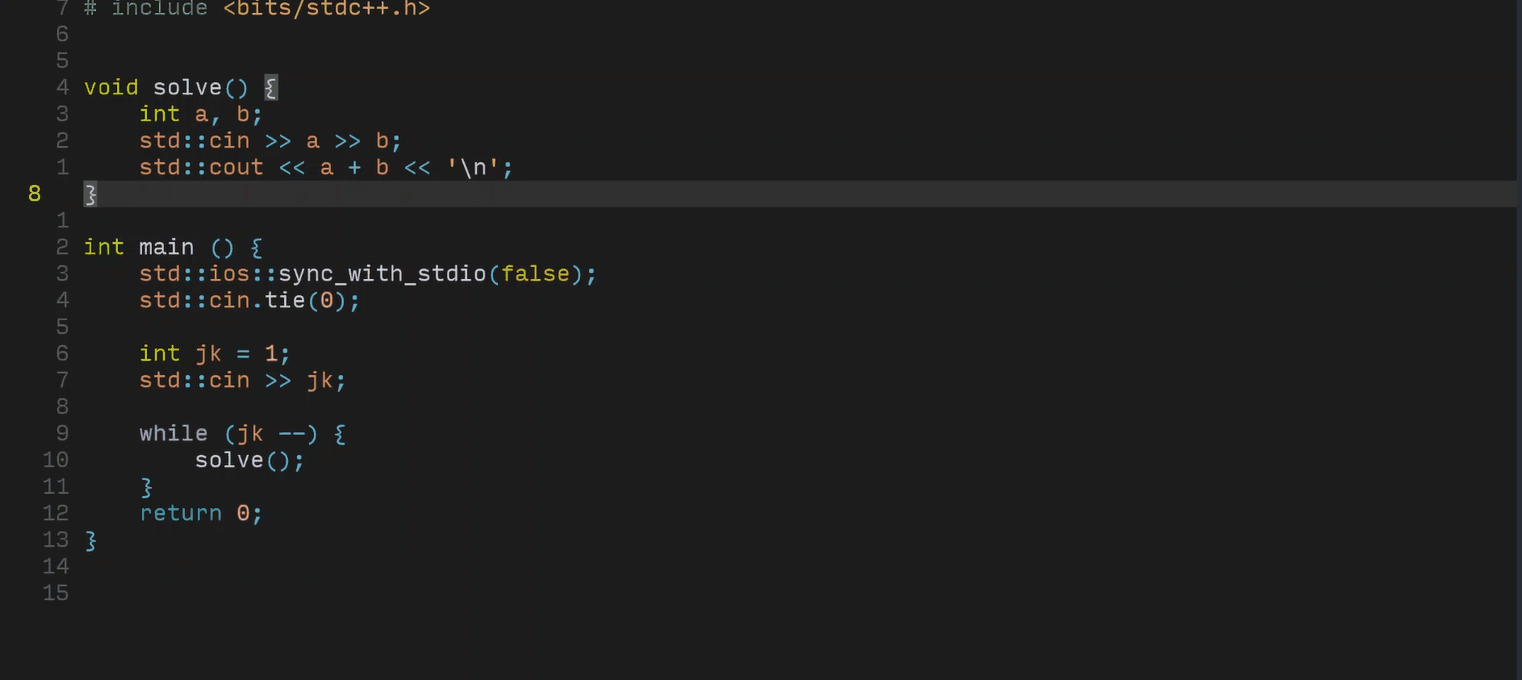 7 # include <bits/stdc++.h>
6
5
4 void solve() {
3     int a, b;
2     std::cin >> a >> b;
1     std::cout << a + b << '\n';
8 }
1
2 int main () {
3     std::ios::sync_with_stdio(false);
4     std::cin.tie(0);
5
6     int jk = 1;
7     std::cin >> jk;
8
9     while (jk --) {
10         solve();
11     }
12     return 0;
13 }
14
15